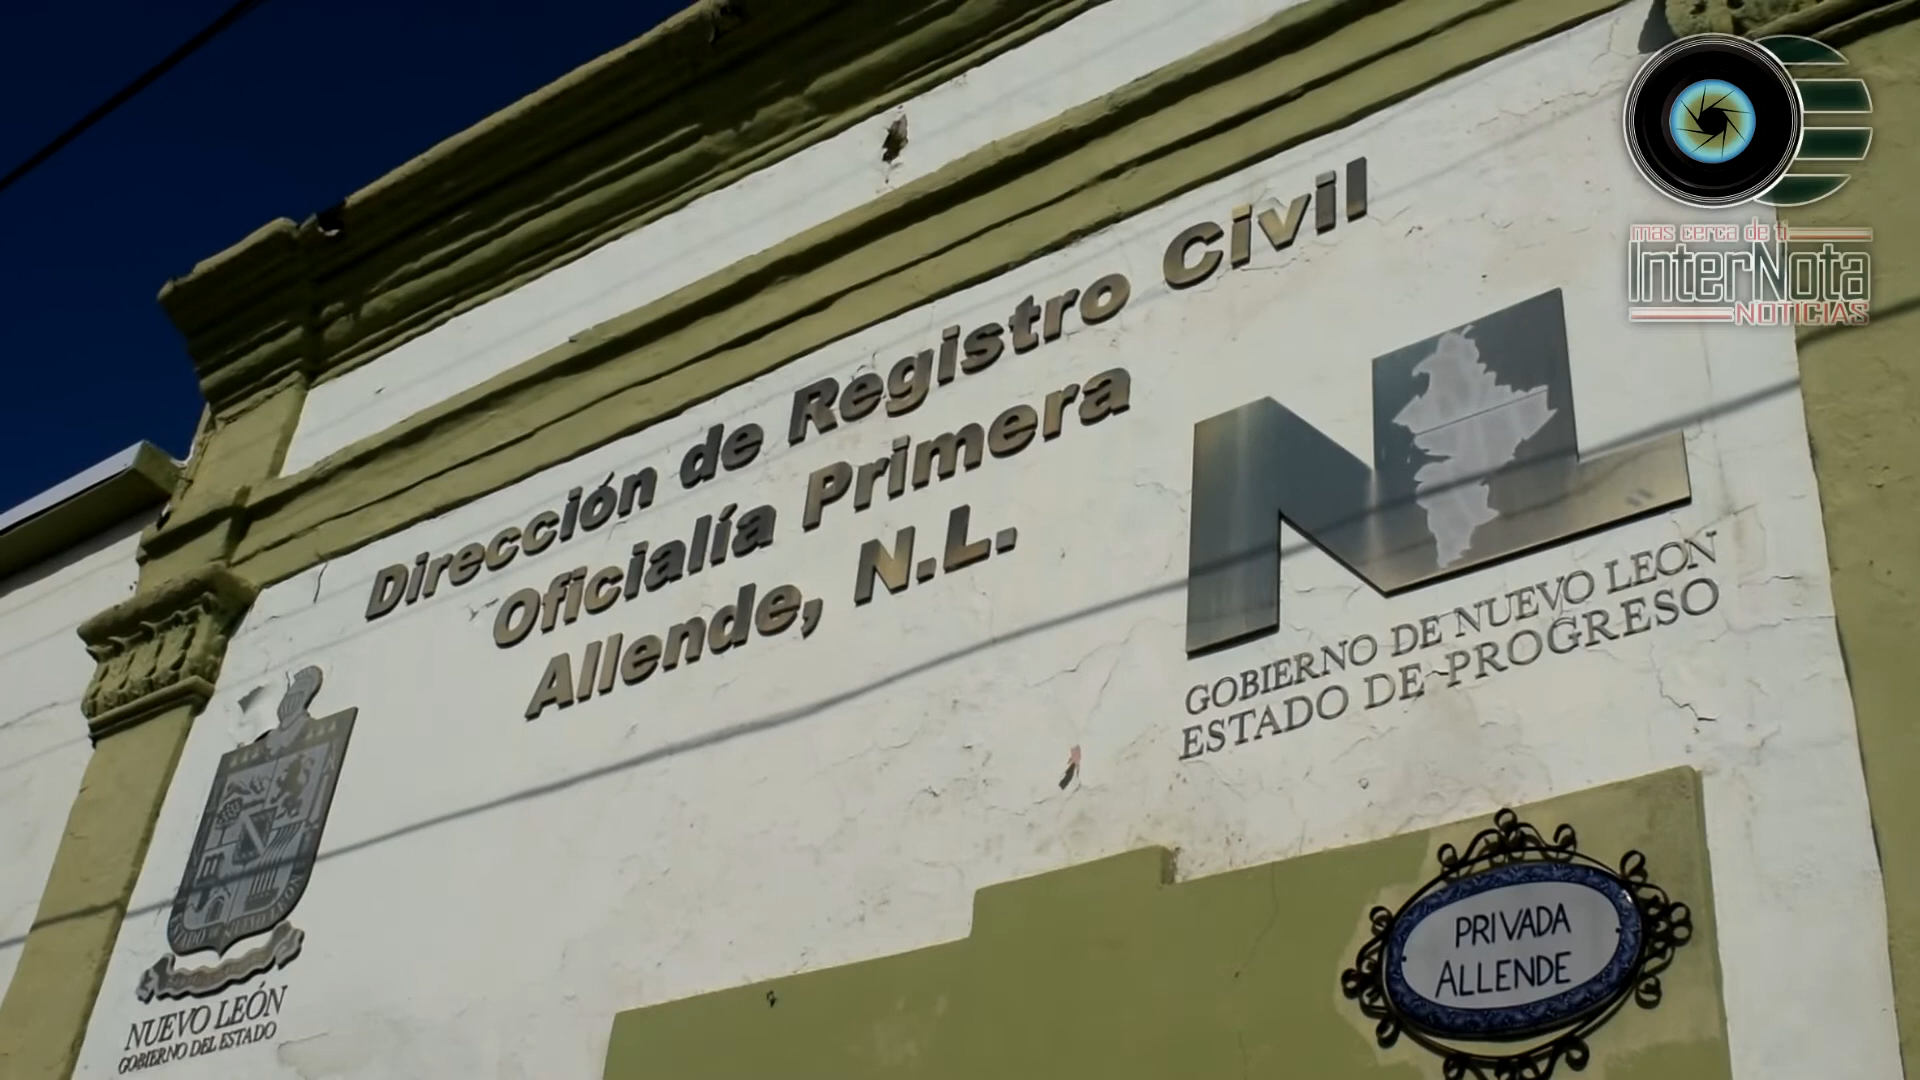 mas cerca de ti
InterNota
NOTICIAS
Dirección de Registro Civil
Oficialía Primera
Allende, N.L.
NL
GOBIERNO DE NUEVO LEON
ESTADO DE PROGRESO
NUEVO LEÓN
GOBIERNO DEL ESTADO
PRIVADA
ALLENDE